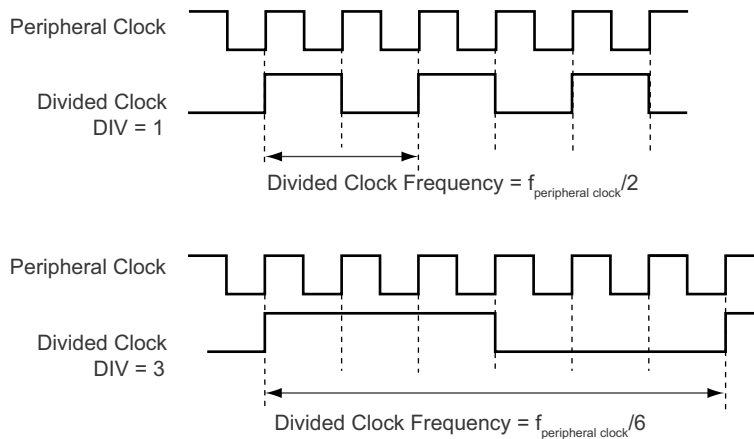 Peripheral Clock
Divided Clock
DIV = 1
Divided Clock Frequency = fperipheral clock/2
Peripheral Clock
Divided Clock
DIV = 3
Divided Clock Frequency = fperipheral clock/6